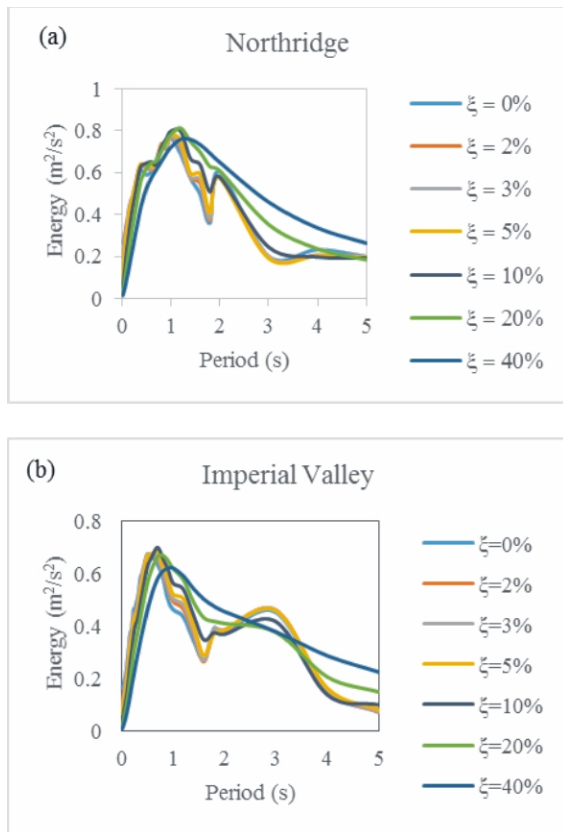 (a)
Northridge
Energy (m²/s²)
1
0.8
0.6
0.4
0.2
0
0 1 2 3 4 5
Period (s)
ξ = 0%
ξ = 2%
ξ = 3%
ξ = 5%
ξ = 10%
ξ = 20%
ξ = 40%
(b)
Imperial Valley
Energy (m²/s²)
0.8
0.6
0.4
0.2
0
0 1 2 3 4 5
Period (s)
ξ=0%
ξ=2%
ξ=3%
ξ=5%
ξ=10%
ξ=20%
ξ=40%